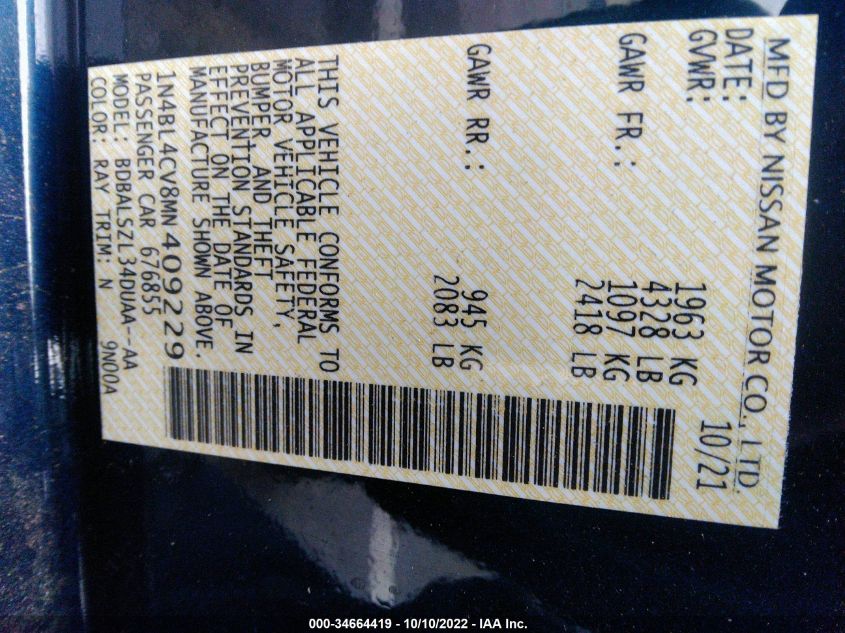 MFD BY NISSAN MOTOR CO., LTD.
DATE: 10/21
GVWR: 1963 KG
4328 LB
GAWR FR.: 1097 KG
2418 LB
GAWR RR.: 945 KG
2083 LB
THIS VEHICLE CONFORMS TO
ALL APPLICABLE FEDERAL
MOTOR VEHICLE SAFETY,
BUMPER, AND THEFT
PREVENTION STANDARDS IN
EFFECT ON THE DATE OF
MANUFACTURE SHOWN ABOVE.
1N4BL4CV8MN409229
PASSENGER CAR 676855
MODEL: BDBALSZL34DUAA--AA
COLOR: RAY TRIM: N 9N00A
000-34664419 - 10/10/2022 - IAA Inc.